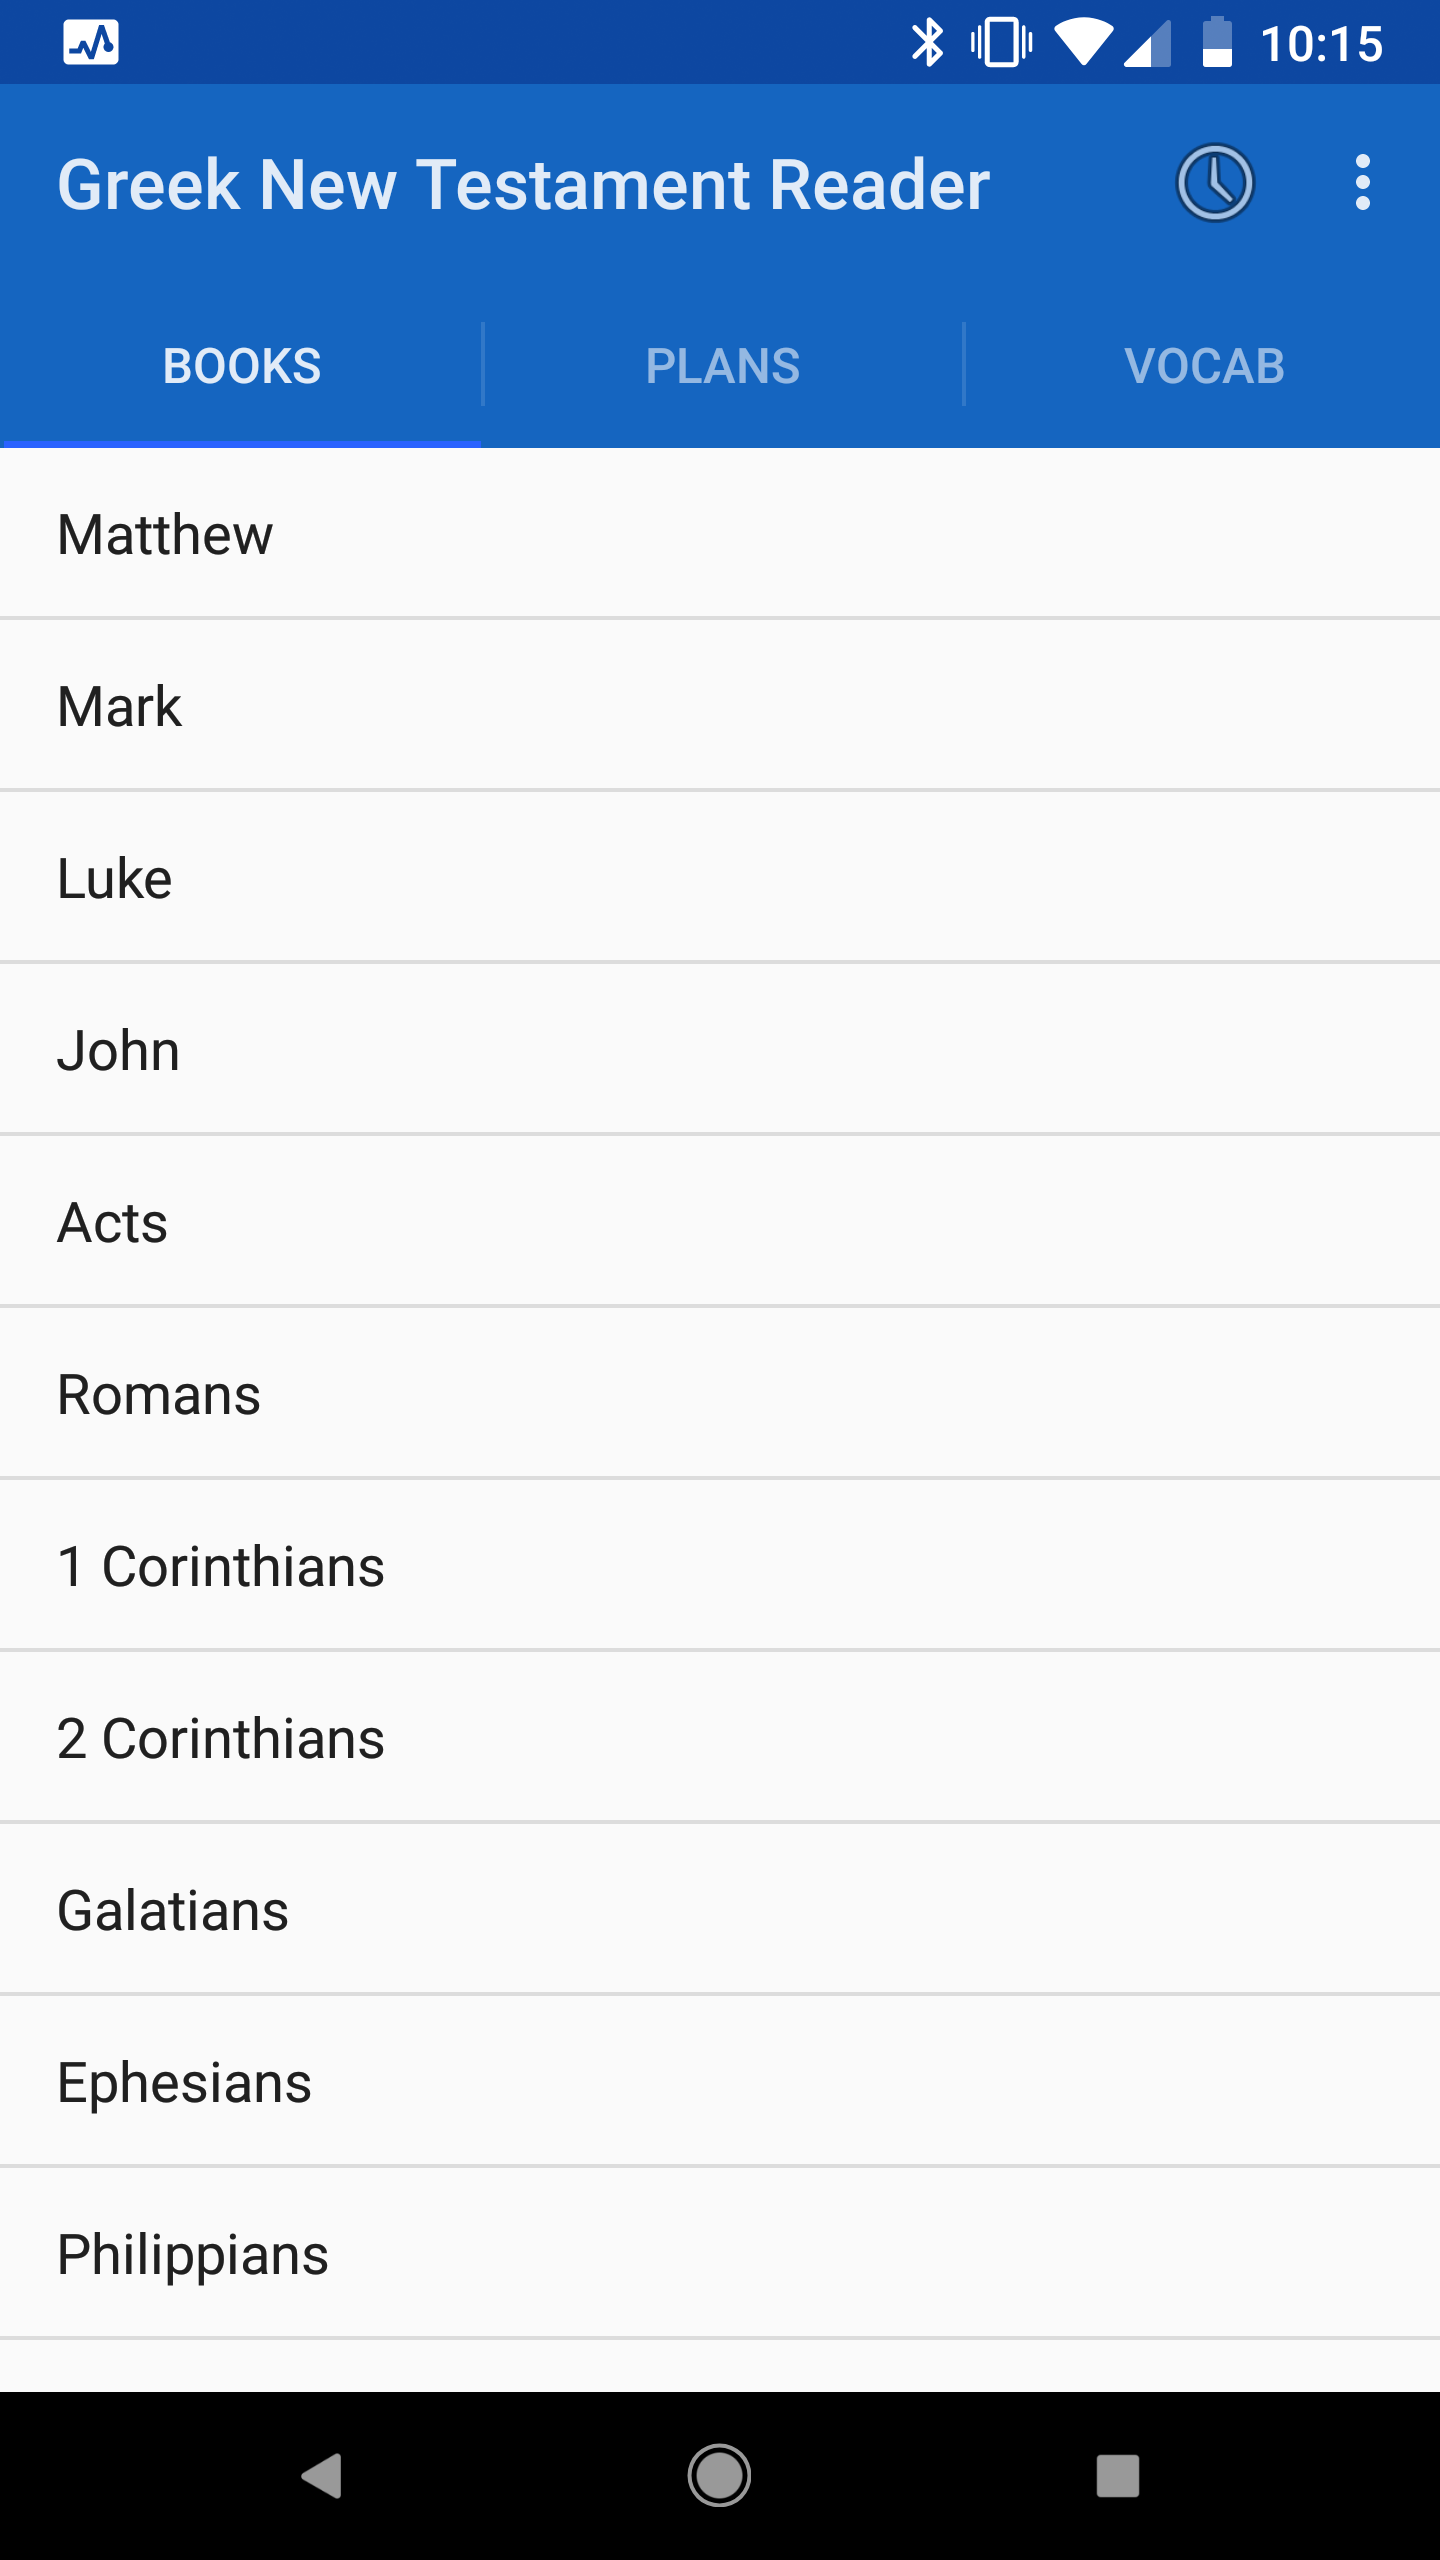 10:15
Greek New Testament Reader
BOOKS PLANS VOCAB
Matthew
Mark
Luke
John
Acts
Romans
1 Corinthians
2 Corinthians
Galatians
Ephesians
Philippians